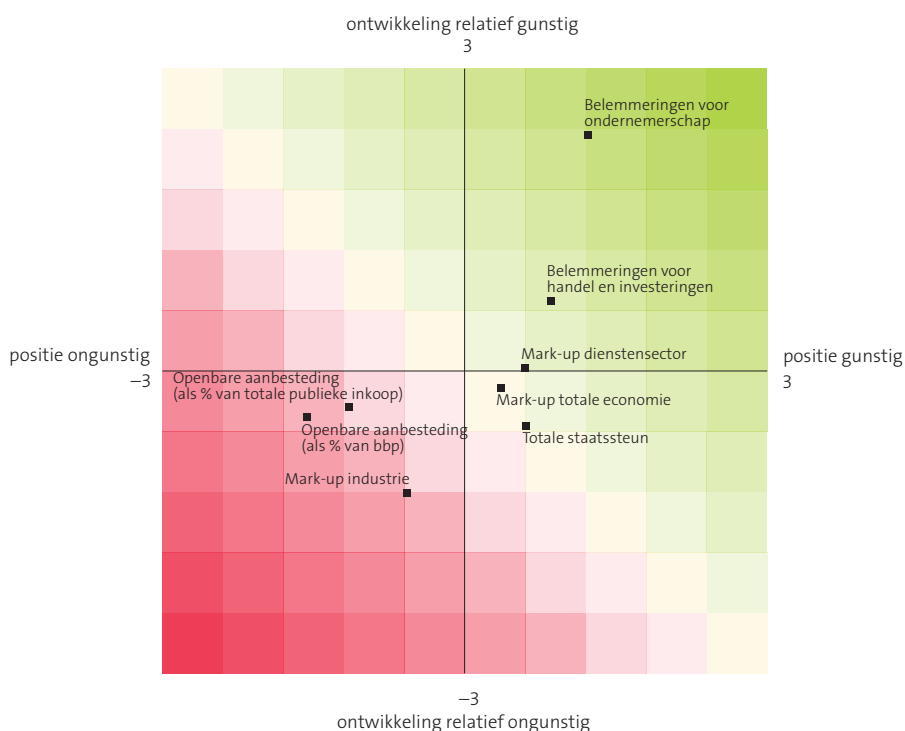 ontwikkeling relatief gunstig
3
Belemmeringen voor
ondernemerschap
Belemmeringen voor
handel en investeringen
Mark-up dienstensector
positie ongunstig
−3
positie gunstig
3
Openbare aanbesteding
(als % van totale publieke inkoop)
Mark-up totale economie
Openbare aanbesteding
(als % van bbp)
Totale staatssteun
Mark-up industrie
−3
ontwikkeling relatief ongunstig